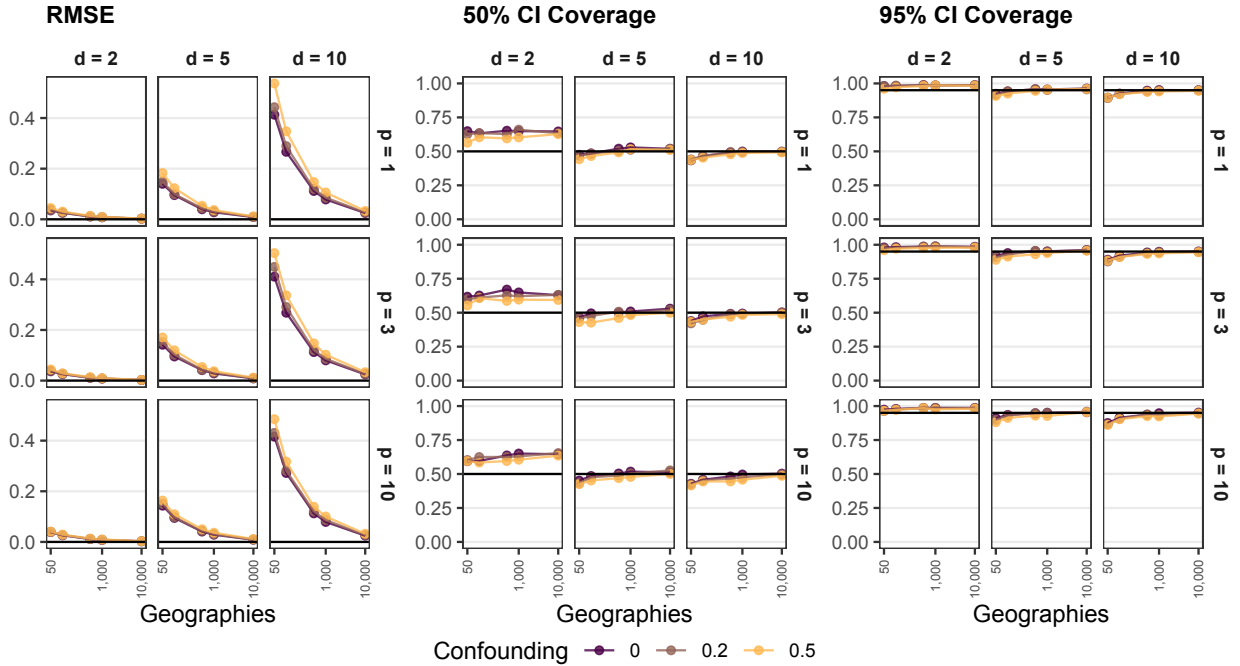 RMSE
50% CI Coverage
95% CI Coverage
d = 2
d = 5
d = 10
d = 2
d = 5
d = 10
d = 2
d = 5
d = 10
0.4
0.2
0.0
p = 1
1.00
0.75
0.50
0.25
0.00
p = 1
1.00
0.75
0.50
0.25
0.00
p = 1
0.4
0.2
0.0
p = 3
1.00
0.75
0.50
0.25
0.00
p = 3
1.00
0.75
0.50
0.25
0.00
p = 3
0.4
0.2
0.0
p = 10
1.00
0.75
0.50
0.25
0.00
p = 10
1.00
0.75
0.50
0.25
0.00
p = 10
50 1,000 10,000 50 1,000 10,000 50 1,000 10,000
50 1,000 10,000 50 1,000 10,000 50 1,000 10,000
50 1,000 10,000 50 1,000 10,000 50 1,000 10,000
Geographies
Geographies
Geographies
Confounding 0 0.2 0.5